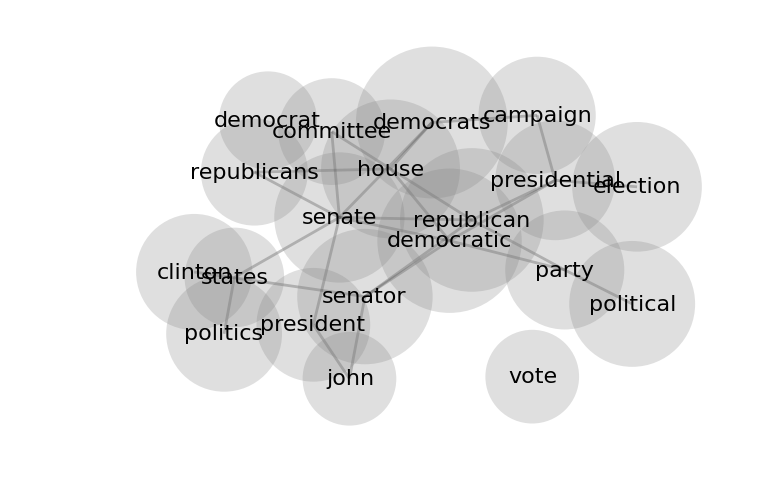 campaign
democrat
democrats
committee
house
republicans
presidential
election
senate
republican
democratic
clinton
states
party
senator
political
president
politics
vote
john